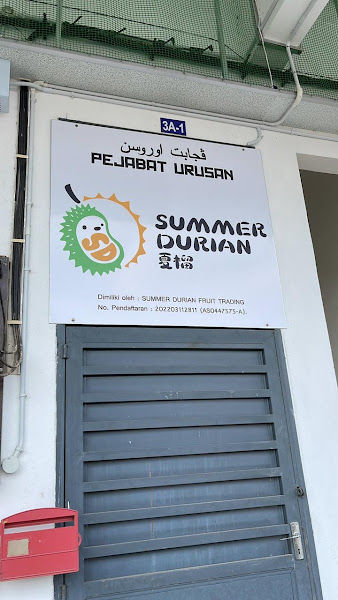 3A-1
ڤجابت اوروسن
PEJABAT URUSAN
SUMMER
DURIAN
夏榴
SD
Dimiliki oleh : SUMMER DURIAN FRUIT TRADING
No. Pendaftaran : 202203112811 (AS0447575-A).